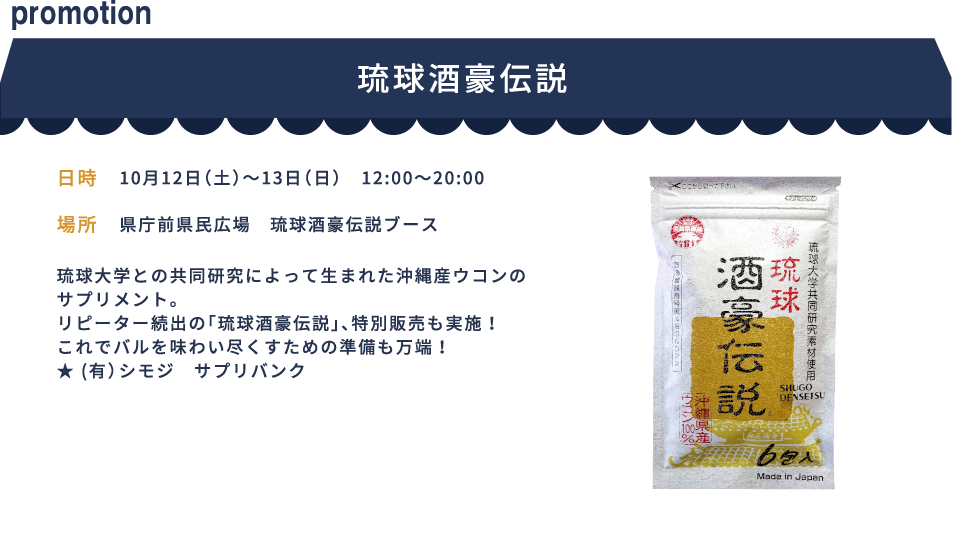 promotion
琉球酒豪伝説
日時 10月12日(土)～13日(日) 12:00～20:00
場所 県庁前県民広場 琉球酒豪伝説ブース
琉球大学との共同研究によって生まれた沖縄産ウコンの
サプリメント。
リピーター続出の「琉球酒豪伝説」、特別販売も実施！
これでバルを味わい尽くすための準備も万端！
★ (有)シモジ サプリバンク
琉球大学共同研究素材使用
琉球
酒豪伝説
SHUGO
DENSETSU
沖縄県産
ウコン100%
6包入
Made in Japan